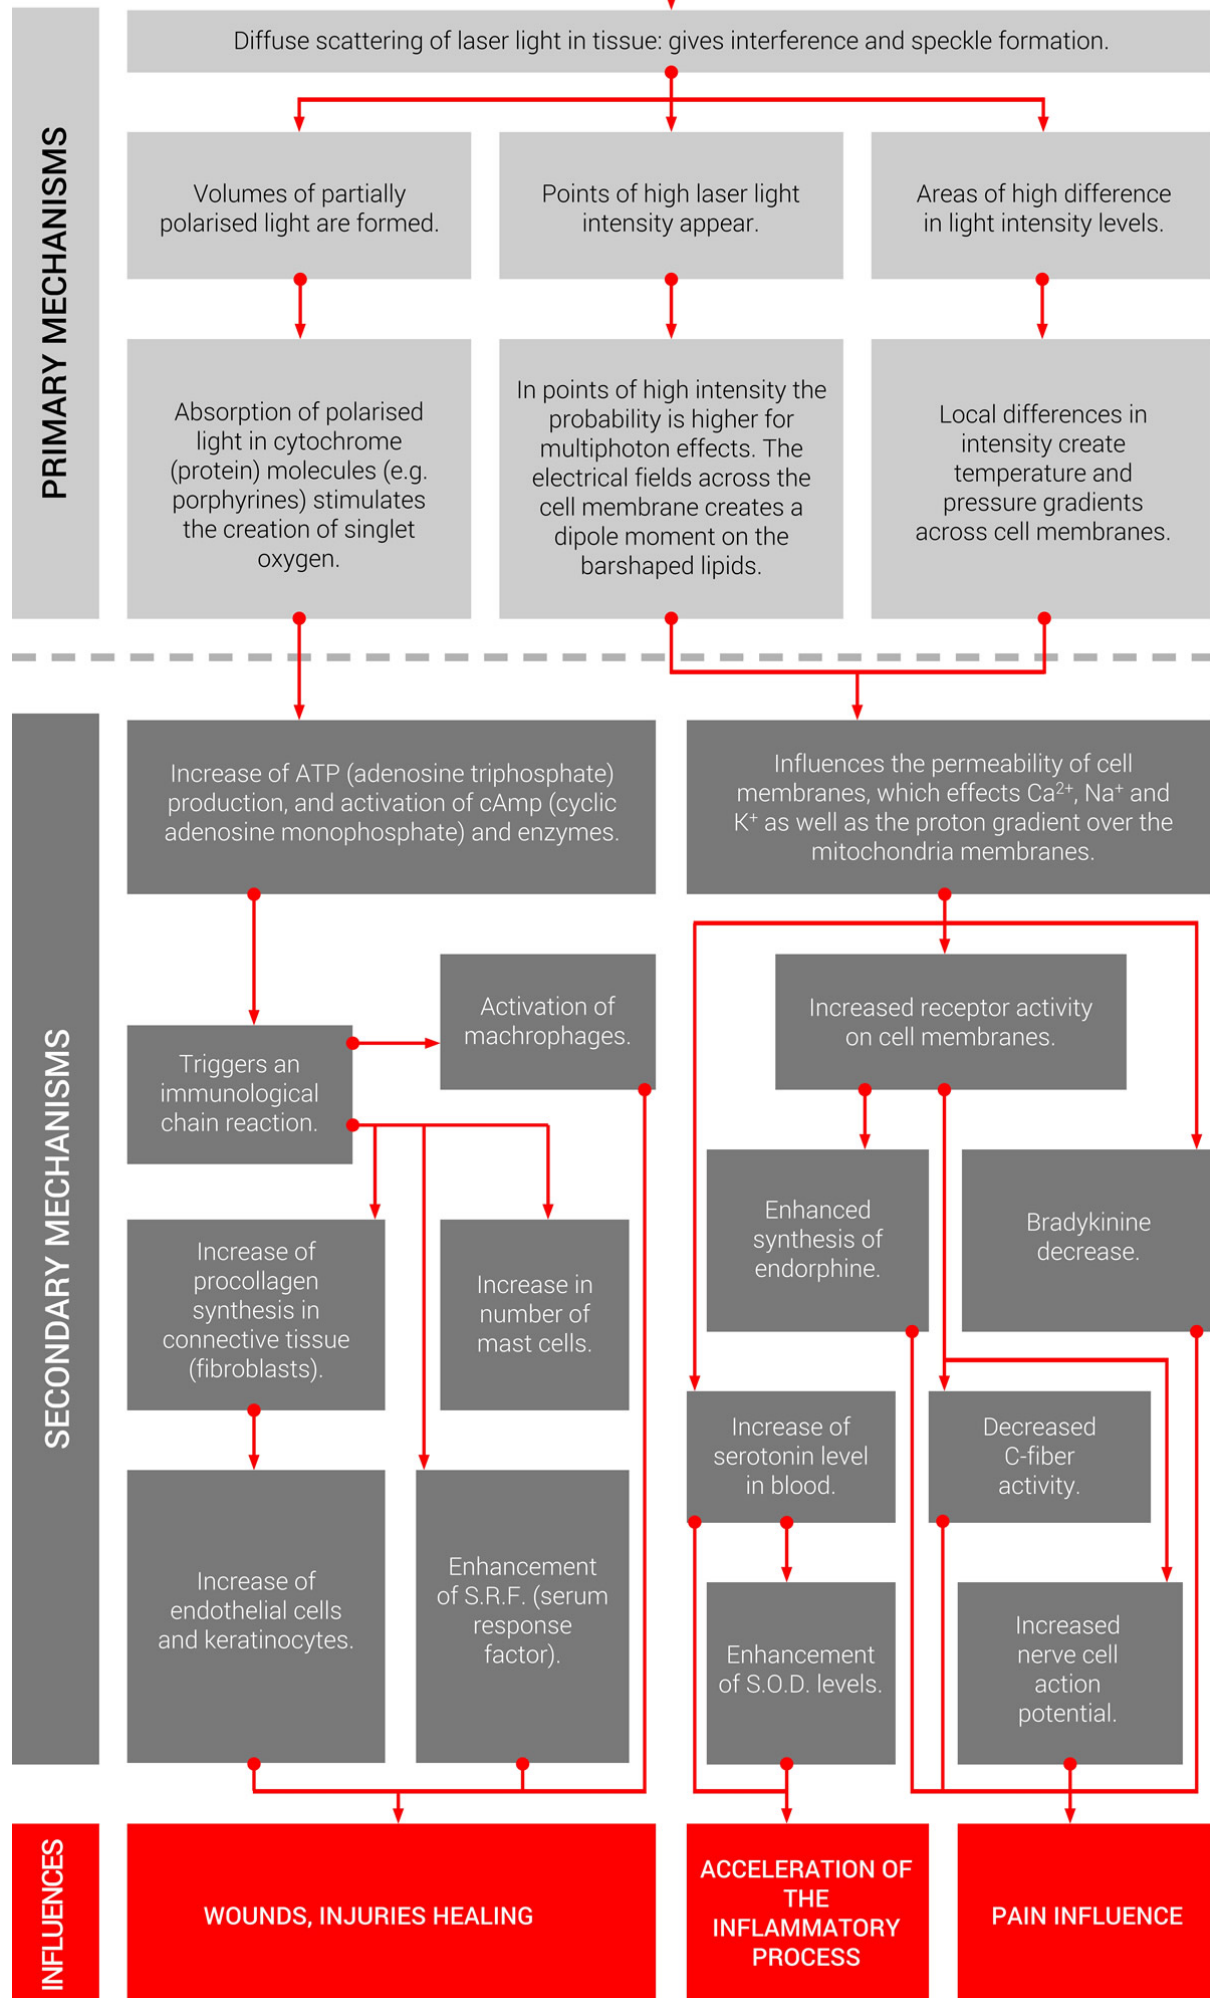 PRIMARY MECHANISMS
Diffuse scattering of laser light in tissue: gives interference and speckle formation.
Volumes of partially
polarised light are formed.
Points of high laser light
intensity appear.
Areas of high difference
in light intensity levels.
Absorption of polarised
light in cytochrome
(protein) molecules (e.g.
porphyrines) stimulates
the creation of singlet
oxygen.
In points of high intensity the
probability is higher for
multiphoton effects. The
electrical fields across the
cell membrane creates a
dipole moment on the
barshaped lipids.
Local differences in
intensity create
temperature and
pressure gradients
across cell membranes.
SECONDARY MECHANISMS
Increase of ATP (adenosine triphosphate)
production, and activation of cAmp (cyclic
adenosine monophosphate) and enzymes.
Influences the permeability of cell
membranes, which effects Ca²⁺, Na⁺ and
K⁺ as well as the proton gradient over the
mitochondria membranes.
Activation of
machrophages.
Increased receptor activity
on cell membranes.
Triggers an
immunological
chain reaction.
Enhanced
synthesis of
endorphine.
Bradykinine
decrease.
Increase of
procollagen
synthesis in
connective tissue
(fibroblasts).
Increase in
number of
mast cells.
Increase of
serotonin level
in blood.
Decreased
C-fiber
activity.
Increase of
endothelial cells
and keratinocytes.
Enhancement
of S.R.F. (serum
response
factor).
Enhancement
of S.O.D. levels.
Increased
nerve cell
action
potential.
INFLUENCES
WOUNDS, INJURIES HEALING
ACCELERATION OF
THE
INFLAMMATORY
PROCESS
PAIN INFLUENCE